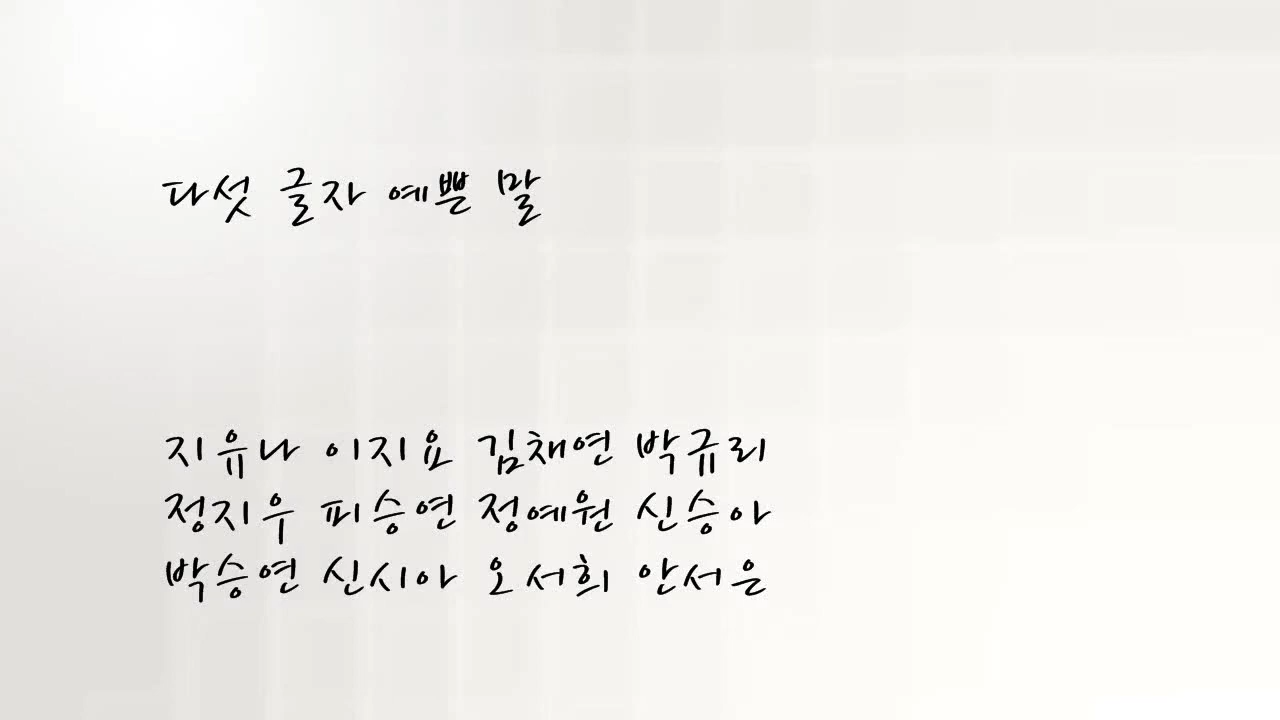 다섯 글자 예쁜 말
지유나 이지요 김채연 박규리
정지우 피승연 정예원 신승아
박승연 신시아 오서희 안서은